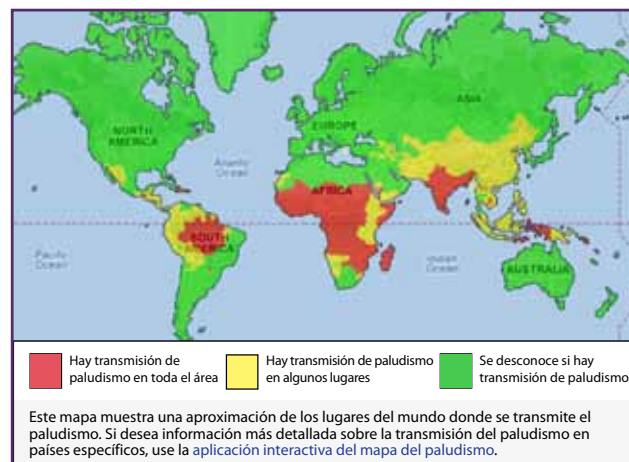 NORTH
AMERICA
EUROPE
ASIA
Atlantic
Ocean
AFRICA
Pacific
Ocean
SOUTH
AMERICA
Indian
Ocean
AUSTRALIA
Hay transmisión de
paludismo en toda el área
Hay transmisión de paludismo
en algunos lugares
Se desconoce si hay
transmisión de paludismo
Este mapa muestra una aproximación de los lugares del mundo donde se transmite el
paludismo. Si desea información más detallada sobre la transmisión del paludismo en
países específicos, use la aplicación interactiva del mapa del paludismo.